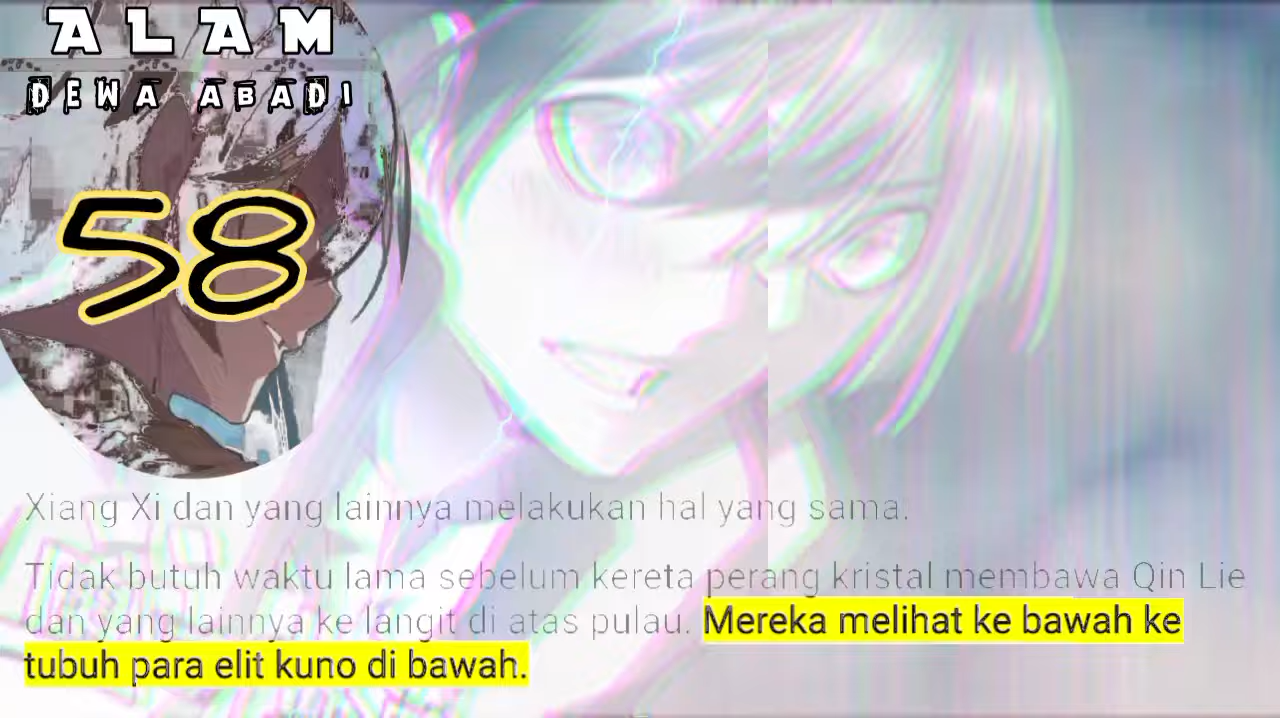 ALAM
DEWA ABADI
58
Xiang Xi dan yang lainnya melakukan hal yang sama.
Tidak butuh waktu lama sebelum kereta perang kristal membawa Qin Lie
dan yang lainnya ke langit di atas pulau. Mereka melihat ke bawah ke
tubuh para elit kuno di bawah.